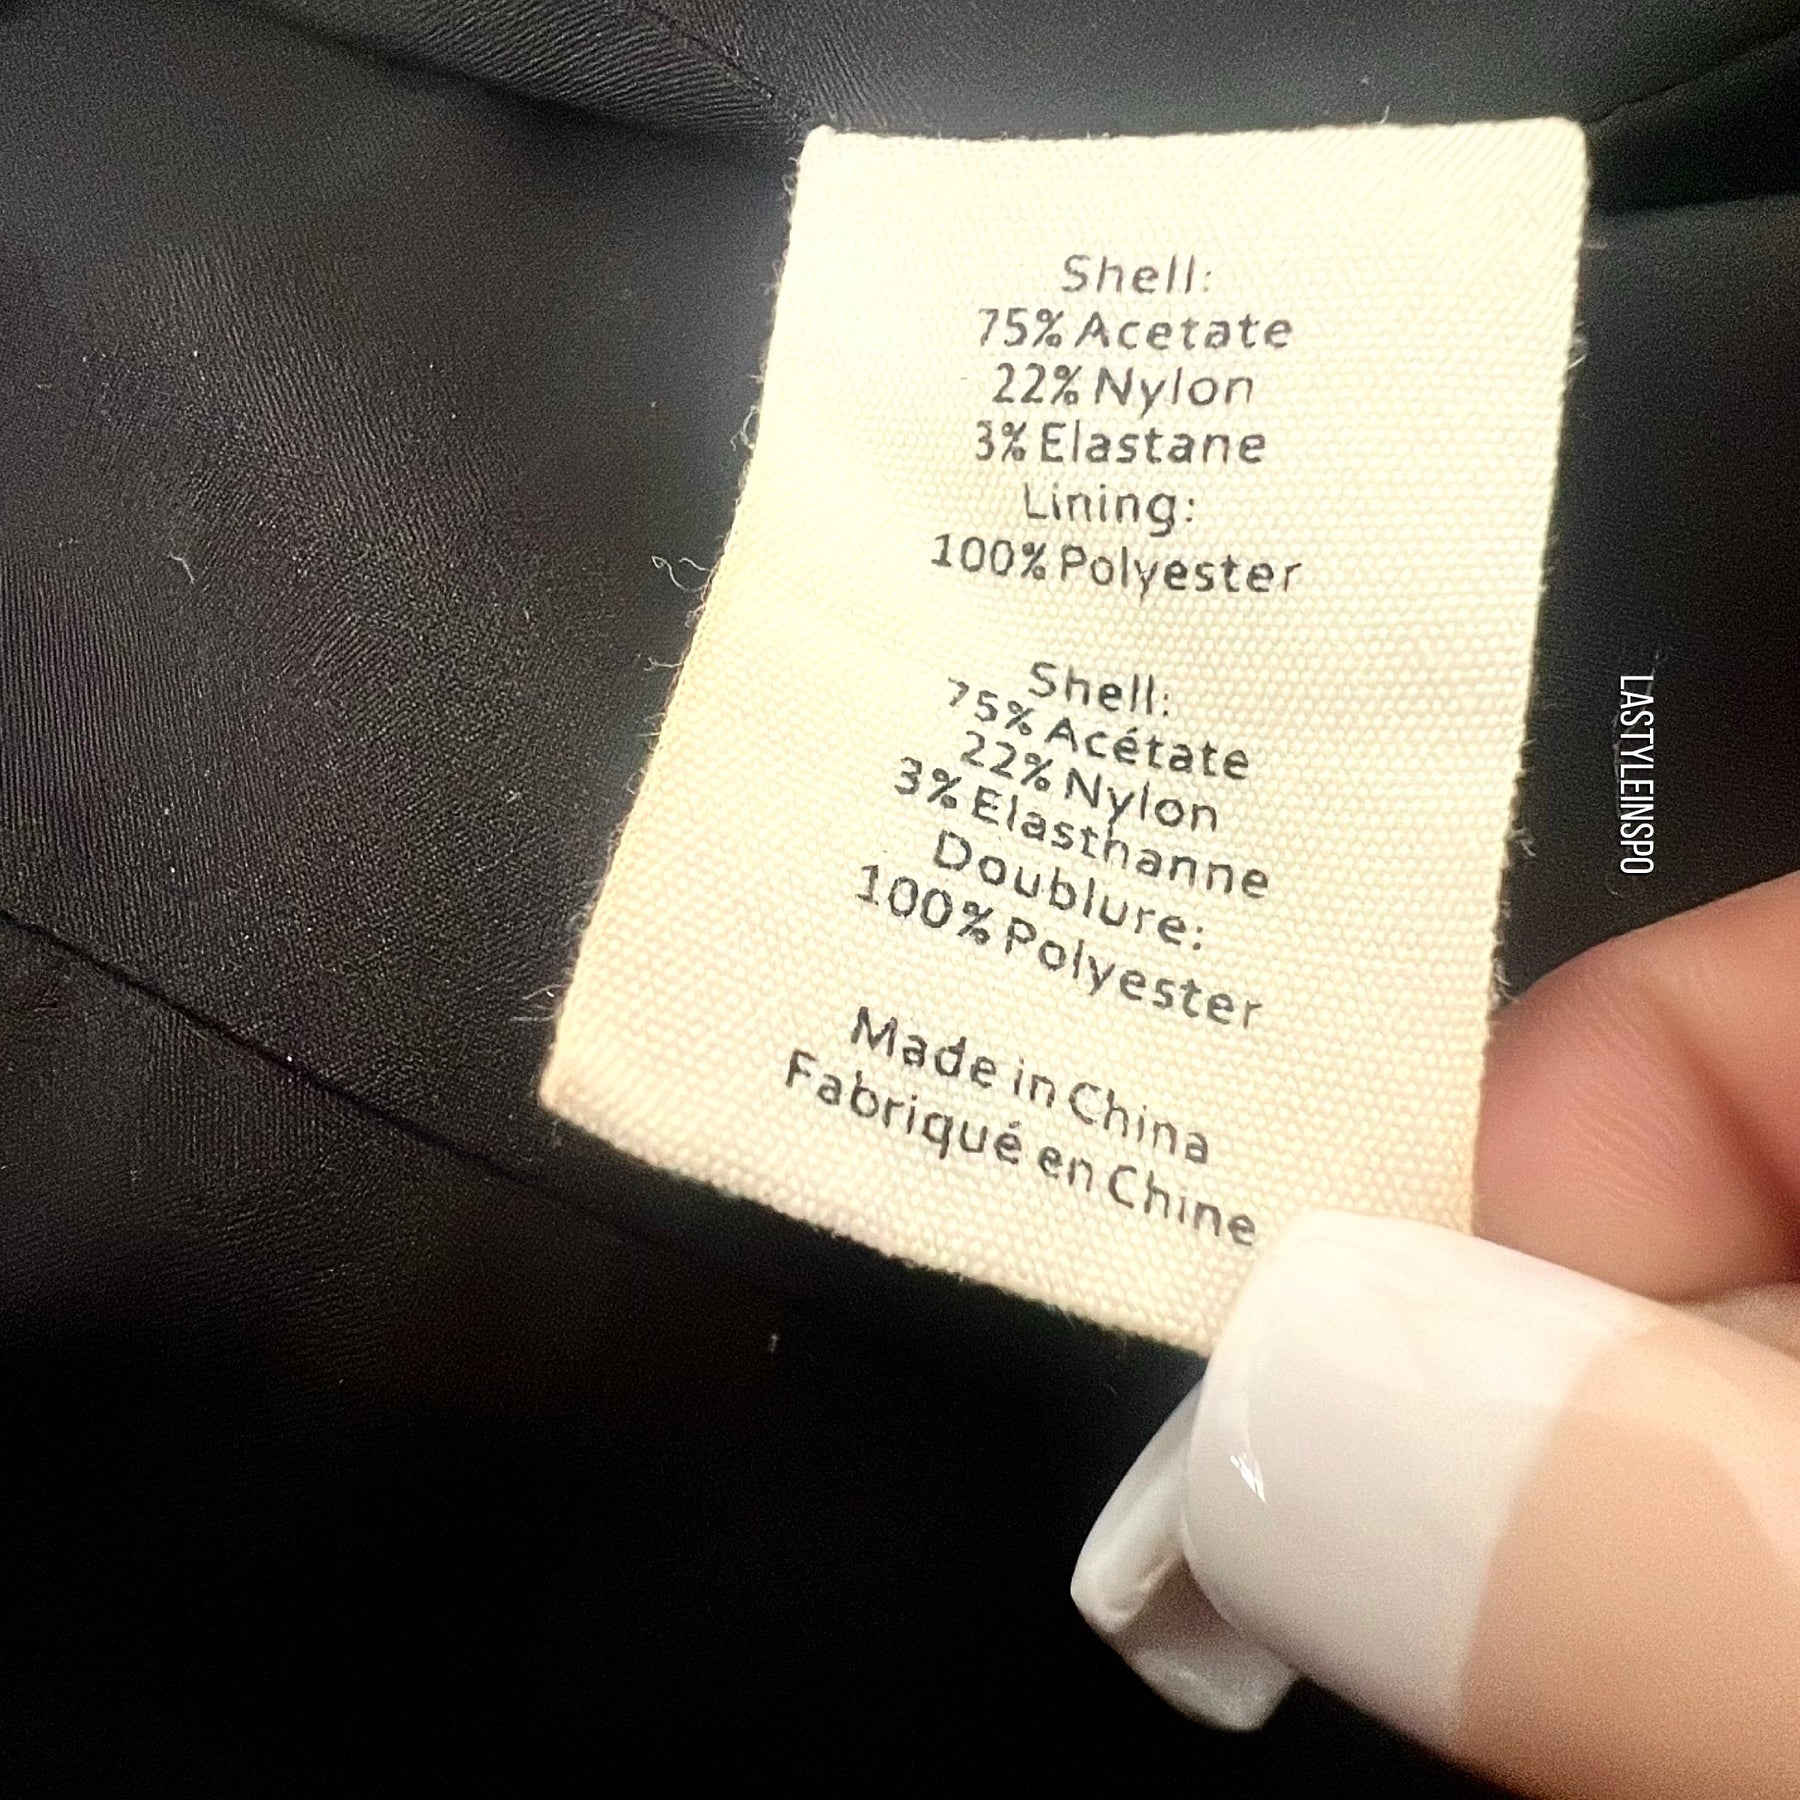 Shell:
75% Acetate
22% Nylon
3% Elastane
Lining:
100% Polyester
Shell:
75% Acétate
22% Nylon
3% Elasthanne
Doublure:
100% Polyester
Made in China
Fabriqué en Chine
LASTYLEINSPO